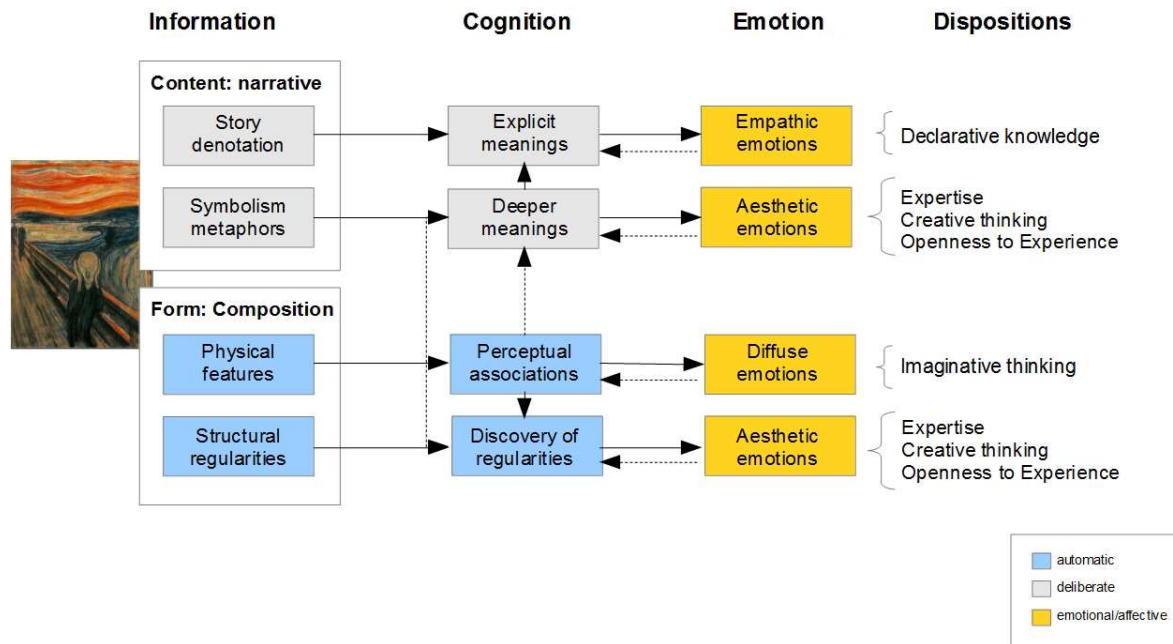 Information Cognition Emotion Dispositions
Content: narrative
Story
denotation
Explicit
meanings
Empathic
emotions
Declarative knowledge
Symbolism
metaphors
Deeper
meanings
Aesthetic
emotions
Expertise
Creative thinking
Openness to Experience
Form: Composition
Physical
features
Perceptual
associations
Diffuse
emotions
Imaginative thinking
Structural
regularities
Discovery of
regularities
Aesthetic
emotions
Expertise
Creative thinking
Openness to Experience
automatic
deliberate
emotional/affective